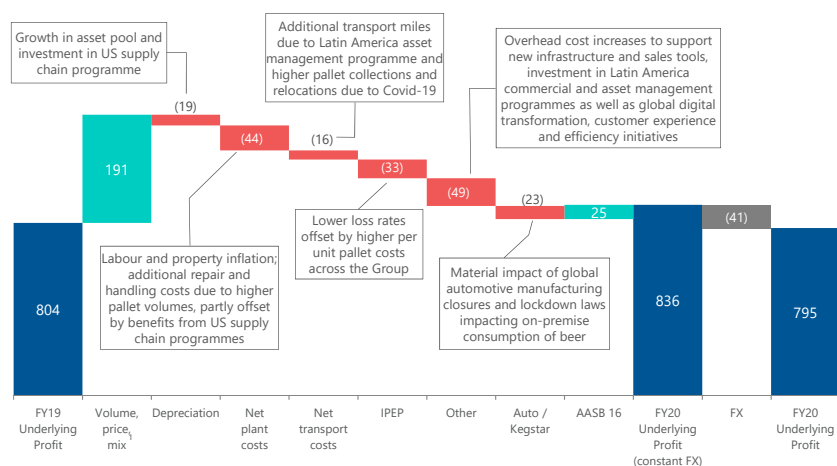 Growth in asset pool and
investment in US supply
chain programme
Additional transport miles
due to Latin America asset
management programme and
higher pallet collections and
relocations due to Covid-19
Overhead cost increases to support
new infrastructure and sales tools,
investment in Latin America
commercial and asset management
programmes as well as global digital
transformation, customer experience
and efficiency initiatives
804
191
(19)
(44)
(16)
(33)
(49)
(23)
25
836
(41)
795
Labour and property inflation;
additional repair and
handling costs due to higher
pallet volumes, partly offset
by benefits from US supply
chain programmes
Lower loss rates
offset by higher per
unit pallet costs
across the Group
Material impact of global
automotive manufacturing
closures and lockdown laws
impacting on-premise
consumption of beer
FY19
Underlying
Profit
Volume,
price,
mix1
Depreciation
Net
plant
costs
Net
transport
costs
IPEP
Other
Auto /
Kegstar
AASB 16
FY20
Underlying
Profit
(constant FX)
FX
FY20
Underlying
Profit